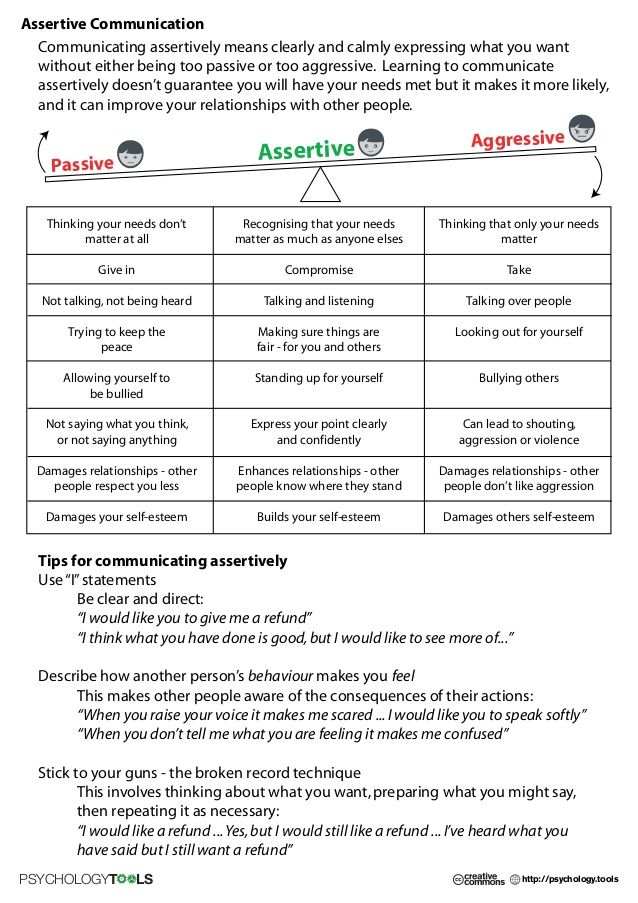 Assertive Communication
Communicating assertively means clearly and calmly expressing what you want
without either being too passive or too aggressive. Learning to communicate
assertively doesn't guarantee you will have your needs met but it makes it more likely,
and it can improve your relationships with other people.
Passive
Assertive
Aggressive
Thinking your needs don't
matter at all
Recognising that your needs
matter as much as anyone elses
Thinking that only your needs
matter
Give in
Compromise
Take
Not talking, not being heard
Talking and listening
Talking over people
Trying to keep the
peace
Making sure things are
fair - for you and others
Looking out for yourself
Allowing yourself to
be bullied
Standing up for yourself
Bullying others
Not saying what you think,
or not saying anything
Express your point clearly
and confidently
Can lead to shouting,
aggression or violence
Damages relationships - other
people respect you less
Enhances relationships - other
people know where they stand
Damages relationships - other
people don't like aggression
Damages your self-esteem
Builds your self-esteem
Damages others self-esteem
Tips for communicating assertively
Use "I" statements
Be clear and direct:
"I would like you to give me a refund"
"I think what you have done is good, but I would like to see more of..."
Describe how another person's behaviour makes you feel
This makes other people aware of the consequences of their actions:
"When you raise your voice it makes me scared ... I would like you to speak softly"
"When you don't tell me what you are feeling it makes me confused"
Stick to your guns - the broken record technique
This involves thinking about what you want, preparing what you might say,
then repeating it as necessary:
"I would like a refund ... Yes, but I would still like a refund ... I've heard what you
have said but I still want a refund"
PSYCHOLOGYTOOLS
cc creative
commons
http://psychology.tools